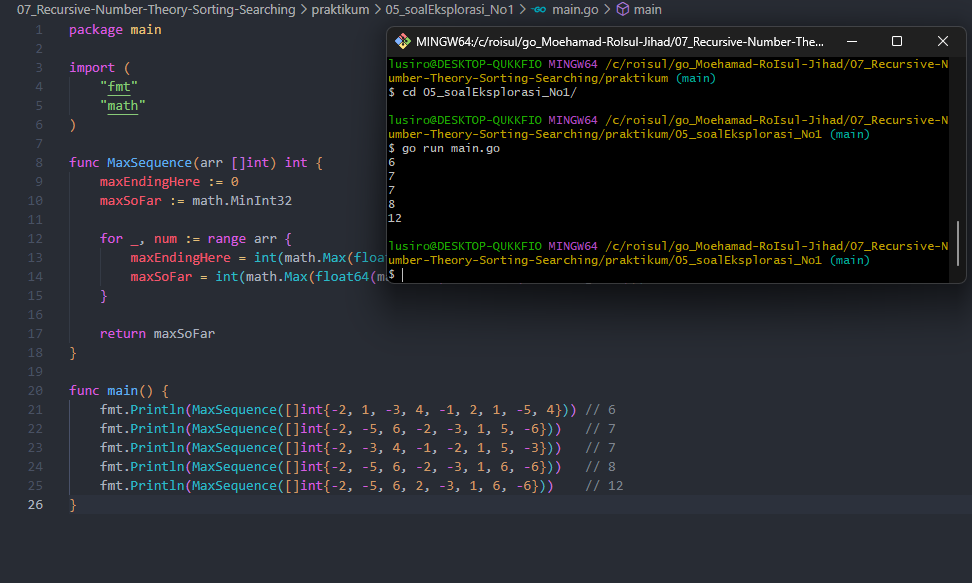 07_Recursive-Number-Theory-Sorting-Searching > praktikum > 05_soalEksplorasi_No1 > main.go > main
1 package main
2
3 import (
4 "fmt"
5 "math"
6 )
7
8 func MaxSequence(arr []int) int {
9 maxEndingHere := 0
10 maxSoFar := math.MinInt32
11
12 for _, num := range arr {
13 maxEndingHere = int(math.Max(floa
14 maxSoFar = int(math.Max(float64(m
15 }
16
17 return maxSoFar
18 }
19
20 func main() {
21 fmt.Println(MaxSequence([]int{-2, 1, -3, 4, -1, 2, 1, -5, 4})) // 6
22 fmt.Println(MaxSequence([]int{-2, -5, 6, -2, -3, 1, 5, -6})) // 7
23 fmt.Println(MaxSequence([]int{-2, -3, 4, -1, -2, 1, 5, -3})) // 7
24 fmt.Println(MaxSequence([]int{-2, -5, 6, -2, -3, 1, 6, -6})) // 8
25 fmt.Println(MaxSequence([]int{-2, -5, 6, 2, -3, 1, 6, -6})) // 12
26 }
MINGW64:/c/roisul/go_Moehamad-RoIsul-Jihad/07_Recursive-Number-The...
lusiro@DESKTOP-QUKKFIO MINGW64 /c/roisul/go_Moehamad-RoIsul-Jihad/07_Recursive-N
umber-Theory-Sorting-Searching/praktikum (main)
$ cd 05_soalEksplorasi_No1/
lusiro@DESKTOP-QUKKFIO MINGW64 /c/roisul/go_Moehamad-RoIsul-Jihad/07_Recursive-N
umber-Theory-Sorting-Searching/praktikum/05_soalEksplorasi_No1 (main)
$ go run main.go
6
7
7
8
12
lusiro@DESKTOP-QUKKFIO MINGW64 /c/roisul/go_Moehamad-RoIsul-Jihad/07_Recursive-N
umber-Theory-Sorting-Searching/praktikum/05_soalEksplorasi_No1 (main)
$